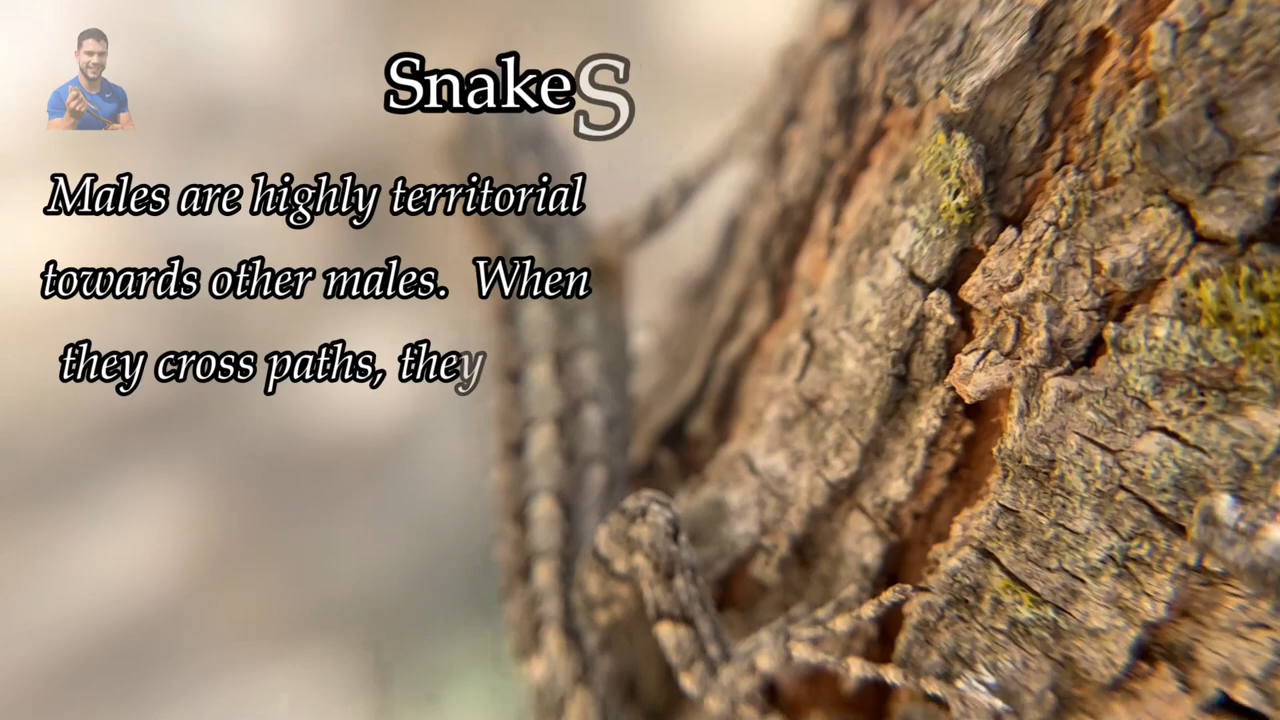 SnakeS
Males are highly territorial
towards other males. When
they cross paths, they